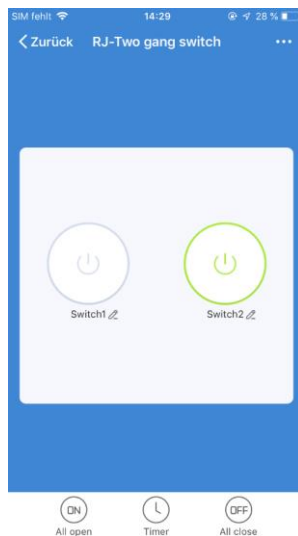 SIM fehlt 14:29 28 %
Zurück RJ-Two gang switch
Switch1 Switch2
ON OFF
All open Timer All close